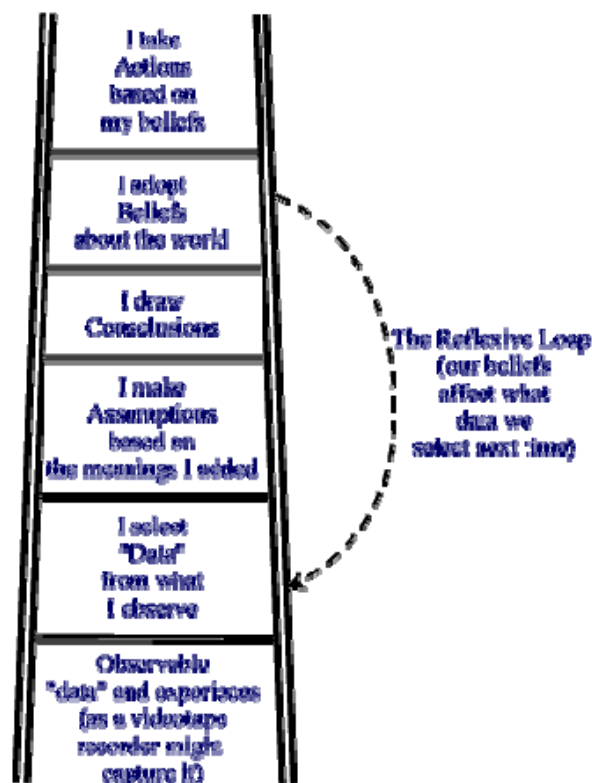 I take
Actions
based on
my beliefs
I adopt
Beliefs
about the world
I draw
Conclusions
I make
Assumptions
based on
the meanings I added
I select
"Data"
from what
I observe
Observable
"data" and experiences
(as a videotape
recorder might
capture it)
The Reflexive Loop
(our beliefs
affect what
data we
select next time)